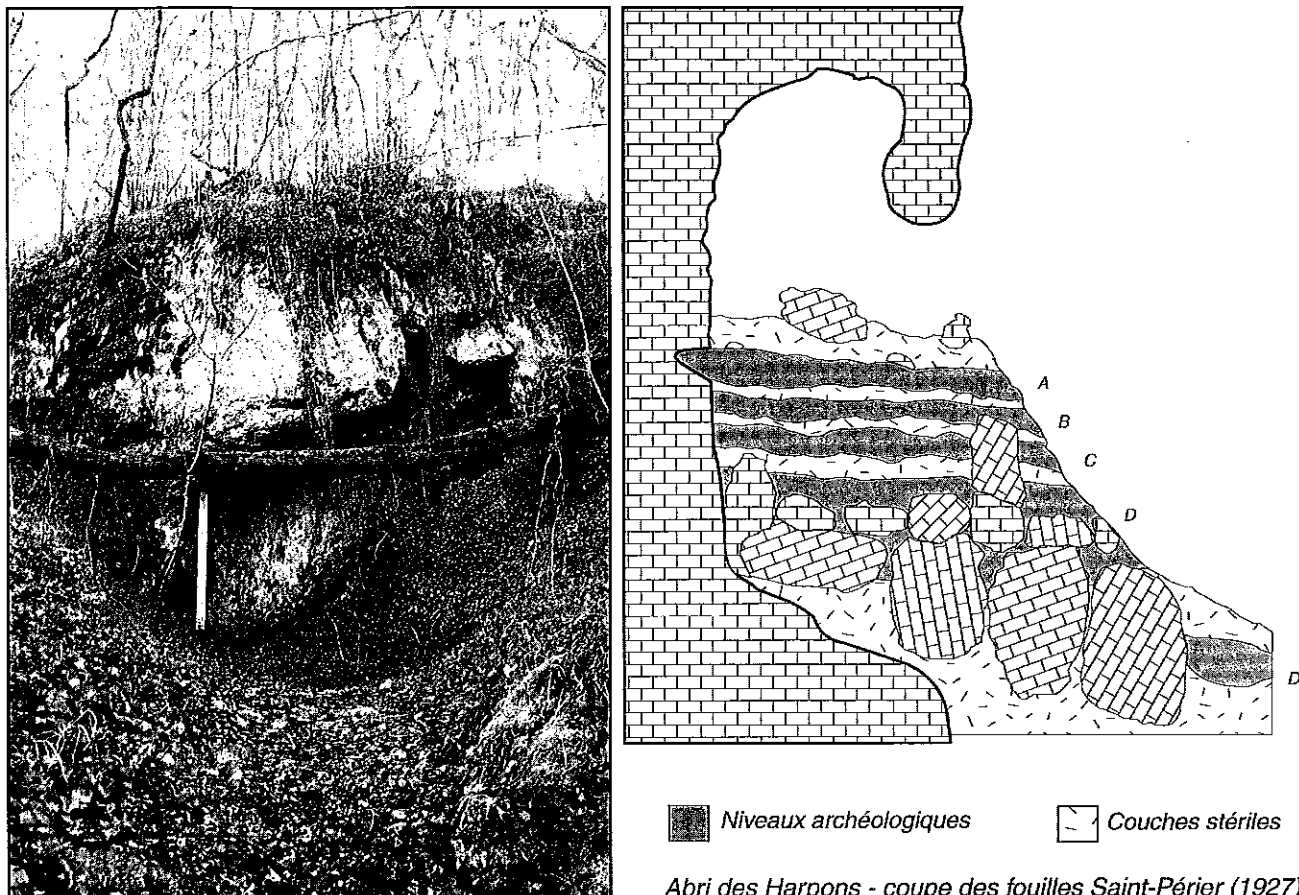 A
B
C
D
D
Niveaux archéologiques
Couches stériles
Abri des Harpons - coupe des fouilles Saint-Périer (1927)